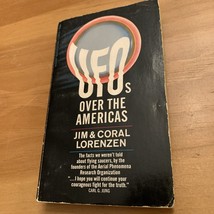 UFOs
OVER THE
AMERICAS
JIM & CORAL
LORENZEN
The facts we weren't told
about flying saucers, by the
founders of the Aerial Phenomena
Research Organization
"...I hope you will continue your
courageous fight for the truth."
CARL G. JUNG